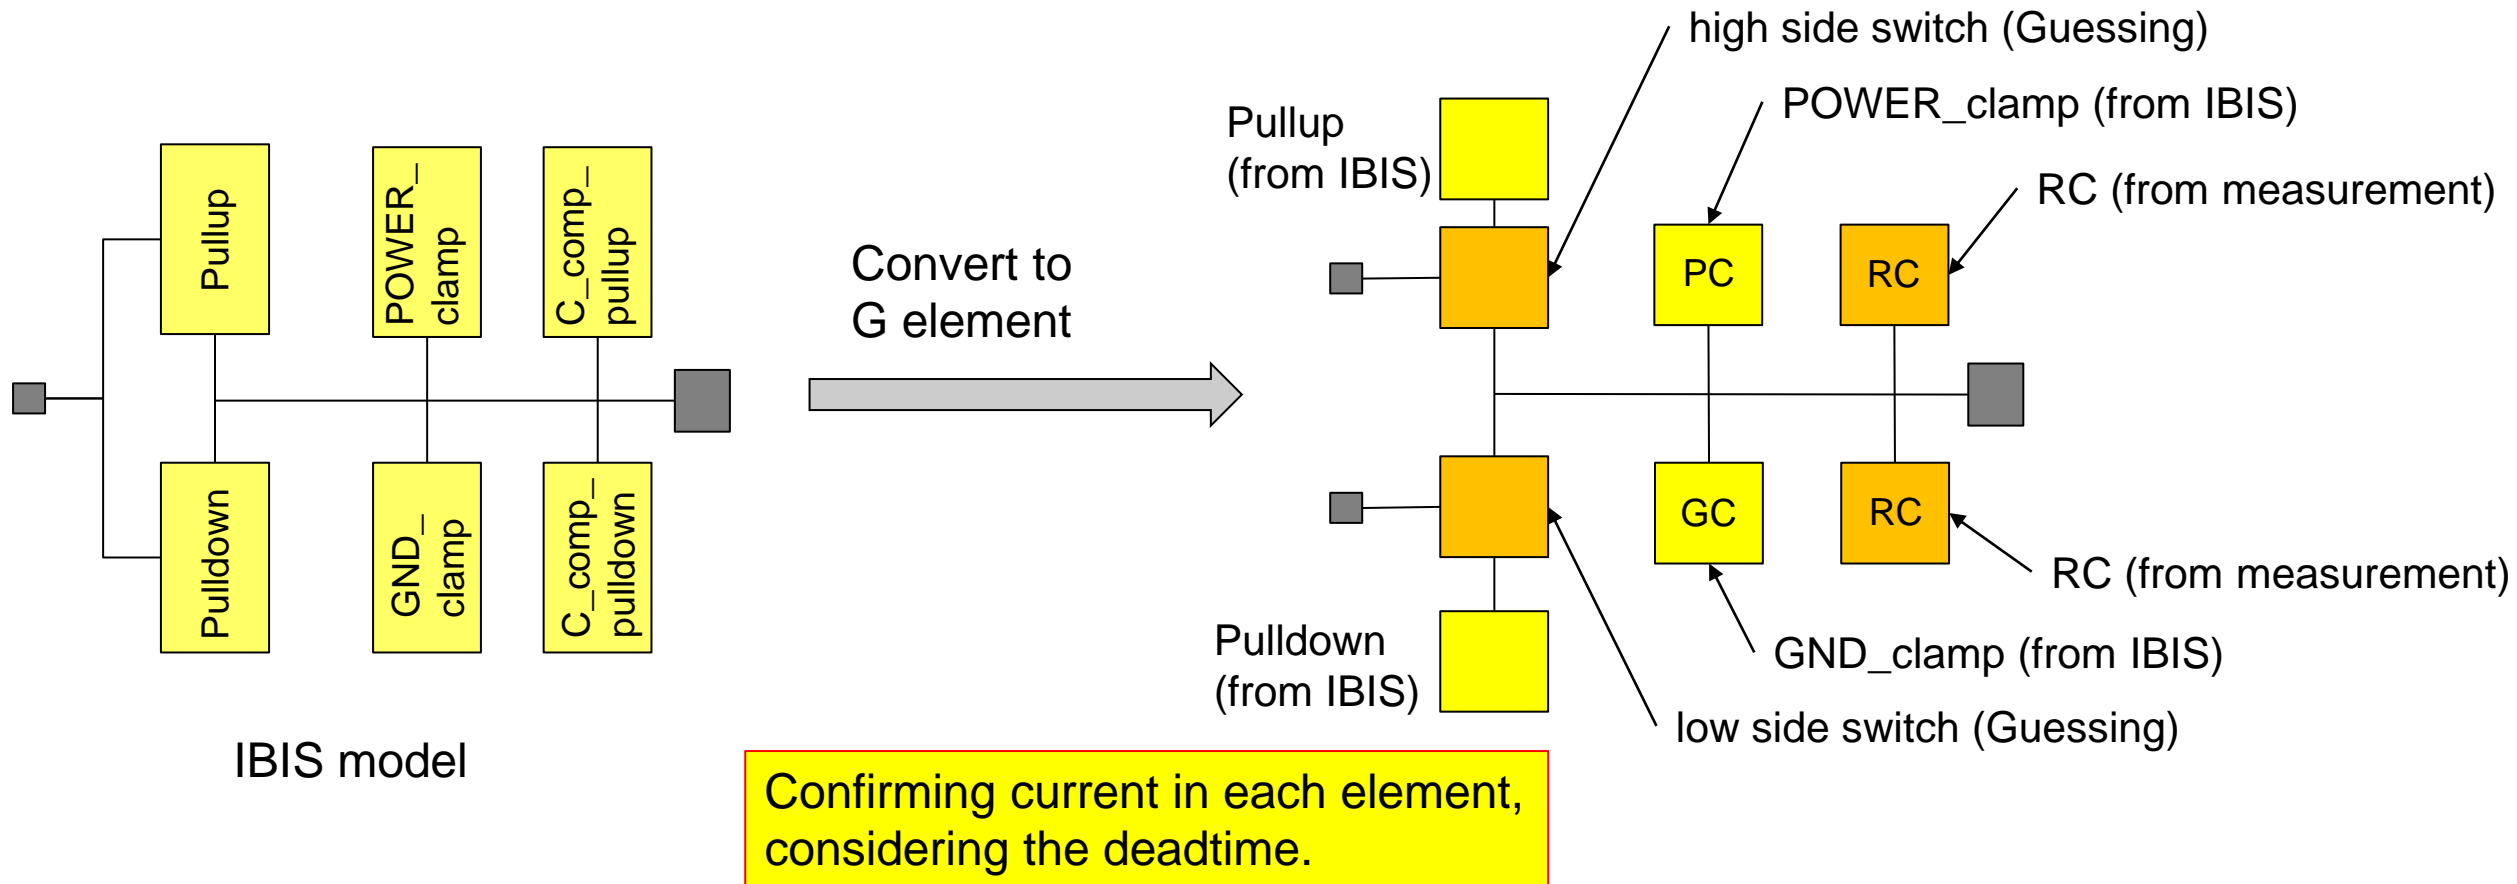 Pullup
Pulldown
POWER_
clamp
GND_
clamp
C_comp_
pullup
C_comp_
pulldown
IBIS model
Convert to
G element
Pullup
(from IBIS)
high side switch (Guessing)
POWER_clamp (from IBIS)
RC (from measurement)
PC
RC
GC
RC
RC (from measurement)
GND_clamp (from IBIS)
low side switch (Guessing)
Pulldown
(from IBIS)
Confirming current in each element,
considering the deadtime.